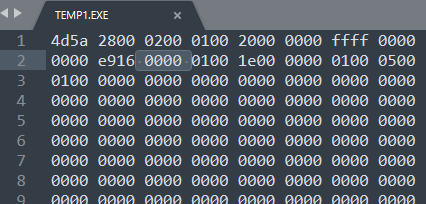 TEMP1.EXE ×
1 4d5a 2800 0200 0100 2000 0000 ffff 0000
2 0000 e916 0000 0100 1e00 0000 0100 0500
3 0100 0000 0000 0000 0000 0000 0000 0000
4 0000 0000 0000 0000 0000 0000 0000 0000
5 0000 0000 0000 0000 0000 0000 0000 0000
6 0000 0000 0000 0000 0000 0000 0000 0000
7 0000 0000 0000 0000 0000 0000 0000 0000
8 0000 0000 0000 0000 0000 0000 0000 0000